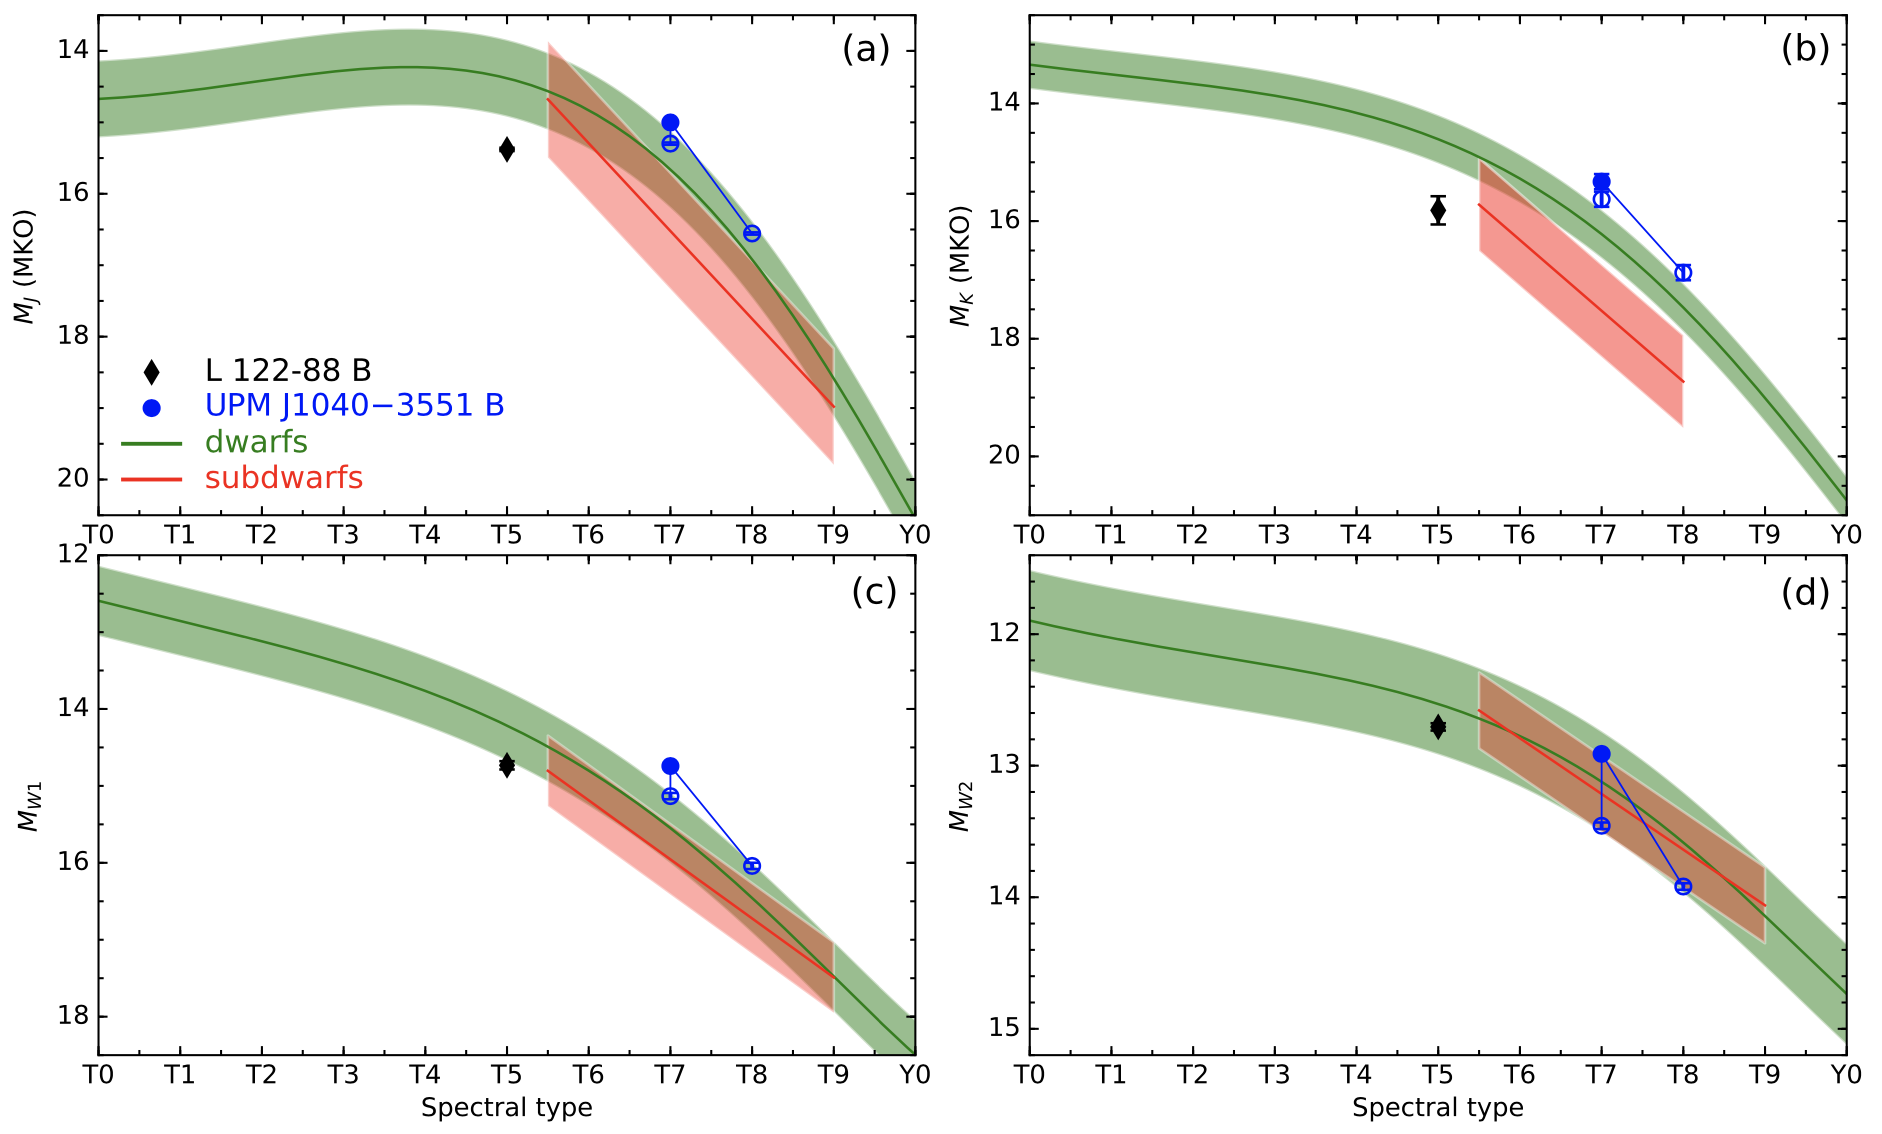 (a)
14
16
18
20
M_J (MKO)
L 122-88 B
UPM J1040−3551 B
dwarfs
subdwarfs
T0 T1 T2 T3 T4 T5 T6 T7 T8 T9 Y0
(b)
14
16
18
20
M_K (MKO)
T0 T1 T2 T3 T4 T5 T6 T7 T8 T9 Y0
(c)
12
14
16
18
M_W1
T0 T1 T2 T3 T4 T5 T6 T7 T8 T9 Y0
Spectral type
(d)
12
13
14
15
M_W2
T0 T1 T2 T3 T4 T5 T6 T7 T8 T9 Y0
Spectral type